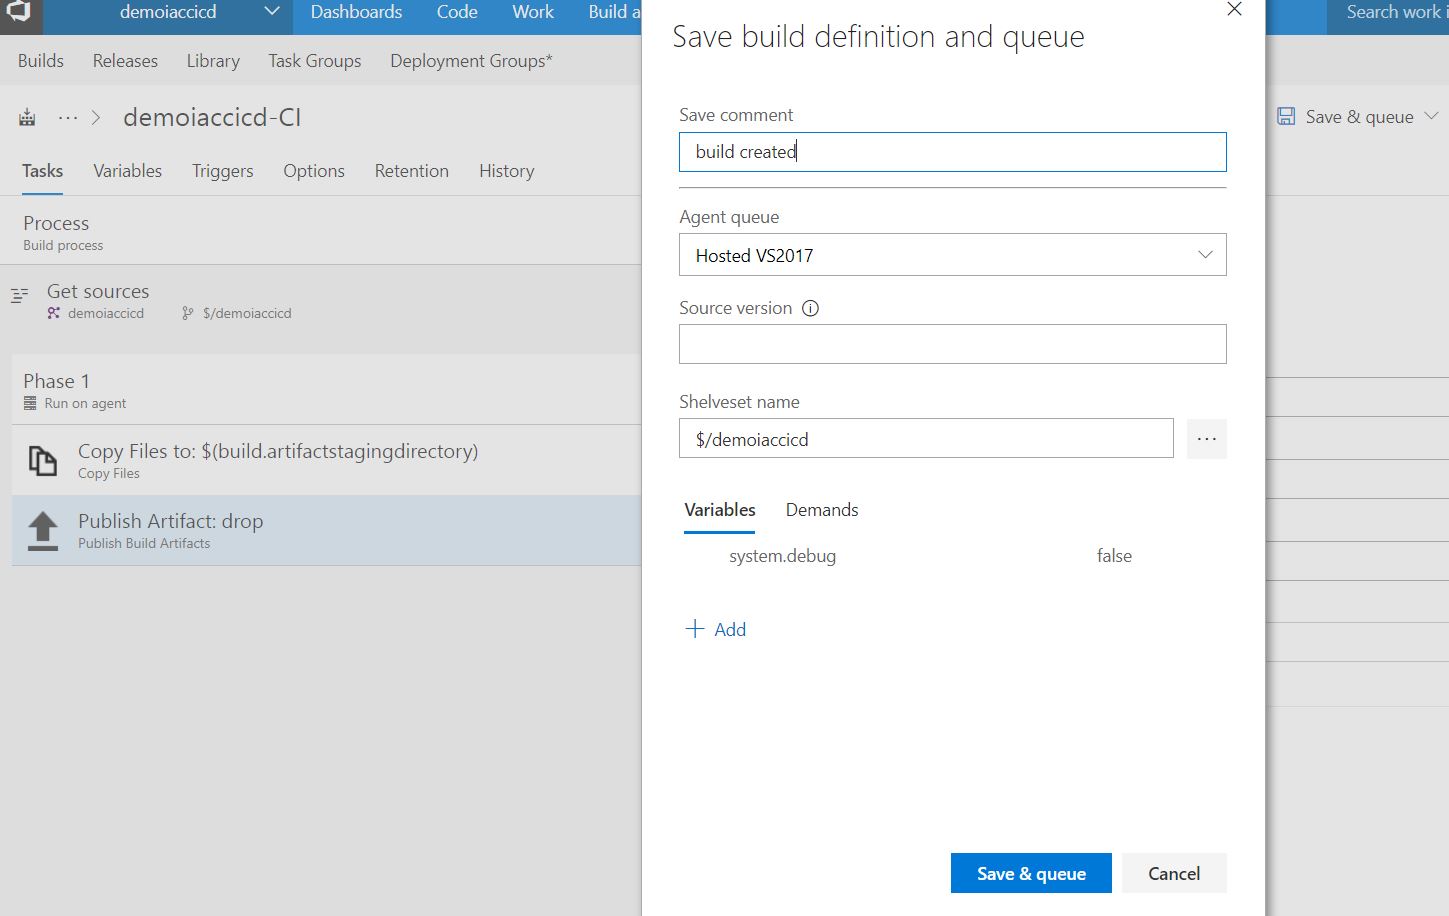 demoiaccicd
Dashboards
Code
Work
Build a
Search work i
Builds
Releases
Library
Task Groups
Deployment Groups*
... > demoiaccicd-CI
Save & queue
Tasks
Variables
Triggers
Options
Retention
History
Process
Build process
Get sources
demoiaccicd
$/demoiaccicd
Phase 1
Run on agent
Copy Files to: $(build.artifactstagingdirectory)
Copy Files
Publish Artifact: drop
Publish Build Artifacts
Save build definition and queue
Save comment
build created
Agent queue
Hosted VS2017
Source version
Shelveset name
$/demoiaccicd
...
Variables
Demands
system.debug
false
+ Add
Save & queue
Cancel